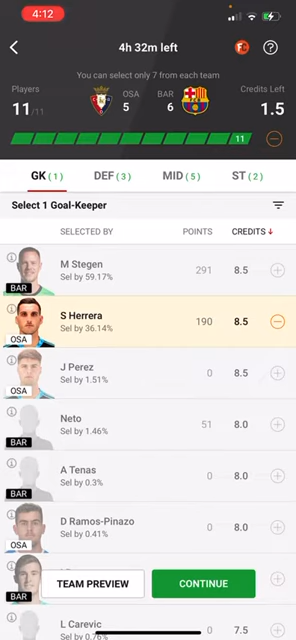 4:12
4h 32m left
FC
?
You can select only 7 from each team
Players
11/11
OSA
5
BAR
6
Credits Left
1.5
11
GK (1)
DEF (3)
MID (5)
ST (2)
Select 1 Goal-Keeper
SELECTED BY
POINTS
CREDITS ↓
M Stegen
Sel by 59.17%
291
8.5
BAR
S Herrera
Sel by 36.14%
190
8.5
OSA
J Perez
Sel by 1.51%
0
8.5
OSA
Neto
Sel by 1.46%
51
8.0
BAR
A Tenas
Sel by 0.3%
0
8.0
BAR
D Ramos-Pinazo
Sel by 0.41%
0
8.0
OSA
BAR
TEAM PREVIEW
CONTINUE
L Carevic
Sel by 0.76%
0
7.5